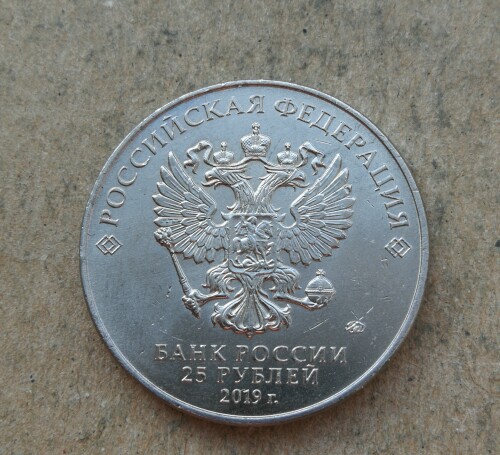 РОССИЙСКАЯ ФЕДЕРАЦИЯ
БАНК РОССИИ
25 РУБЛЕЙ
2019 г.